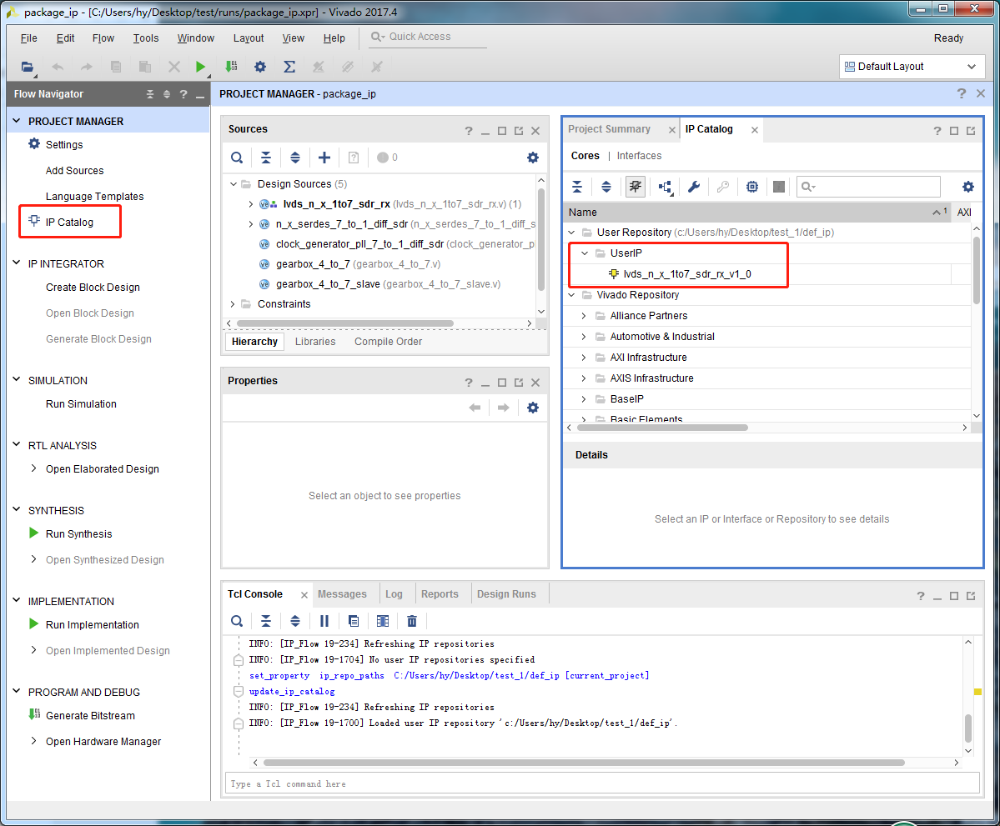 package_ip - [C:/Users/hy/Desktop/test/runs/package_ip.xpr] - Vivado 2017.4
File Edit Flow Tools Window Layout View Help Quick Access Ready
Default Layout
Flow Navigator
PROJECT MANAGER
Settings
Add Sources
Language Templates
IP Catalog
IP INTEGRATOR
Create Block Design
Open Block Design
Generate Block Design
SIMULATION
Run Simulation
RTL ANALYSIS
Open Elaborated Design
SYNTHESIS
Run Synthesis
Open Synthesized Design
IMPLEMENTATION
Run Implementation
Open Implemented Design
PROGRAM AND DEBUG
Generate Bitstream
Open Hardware Manager
PROJECT MANAGER - package_ip
Sources
0
Design Sources (5)
lvds_n_x_1to7_sdr_rx (lvds_n_x_1to7_sdr_rx.v) (1)
n_x_serdes_7_to_1_diff_sdr (n_x_serdes_7_to_1_diff_s
clock_generator_pll_7_to_1_diff_sdr (clock_generator_p
gearbox_4_to_7 (gearbox_4_to_7.v)
gearbox_4_to_7_slave (gearbox_4_to_7_slave.v)
Constraints
Hierarchy Libraries Compile Order
Properties
Select an object to see properties
Project Summary IP Catalog
Cores | Interfaces
Name 1 AXI
User Repository (c:/Users/hy/Desktop/test_1/def_ip)
UserIP
lvds_n_x_1to7_sdr_rx_v1_0
Vivado Repository
Alliance Partners
Automotive & Industrial
AXI Infrastructure
AXIS Infrastructure
BaseIP
Basic Elements
Details
Select an IP or Interface or Repository to see details
Tcl Console Messages Log Reports Design Runs
INFO: [IP_Flow 19-234] Refreshing IP repositories
INFO: [IP_Flow 19-1704] No user IP repositories specified
set_property ip_repo_paths C:/Users/hy/Desktop/test_1/def_ip [current_project]
update_ip_catalog
INFO: [IP_Flow 19-234] Refreshing IP repositories
INFO: [IP_Flow 19-1700] Loaded user IP repository 'c:/Users/hy/Desktop/test_1/def_ip'.
Type a Tcl command here